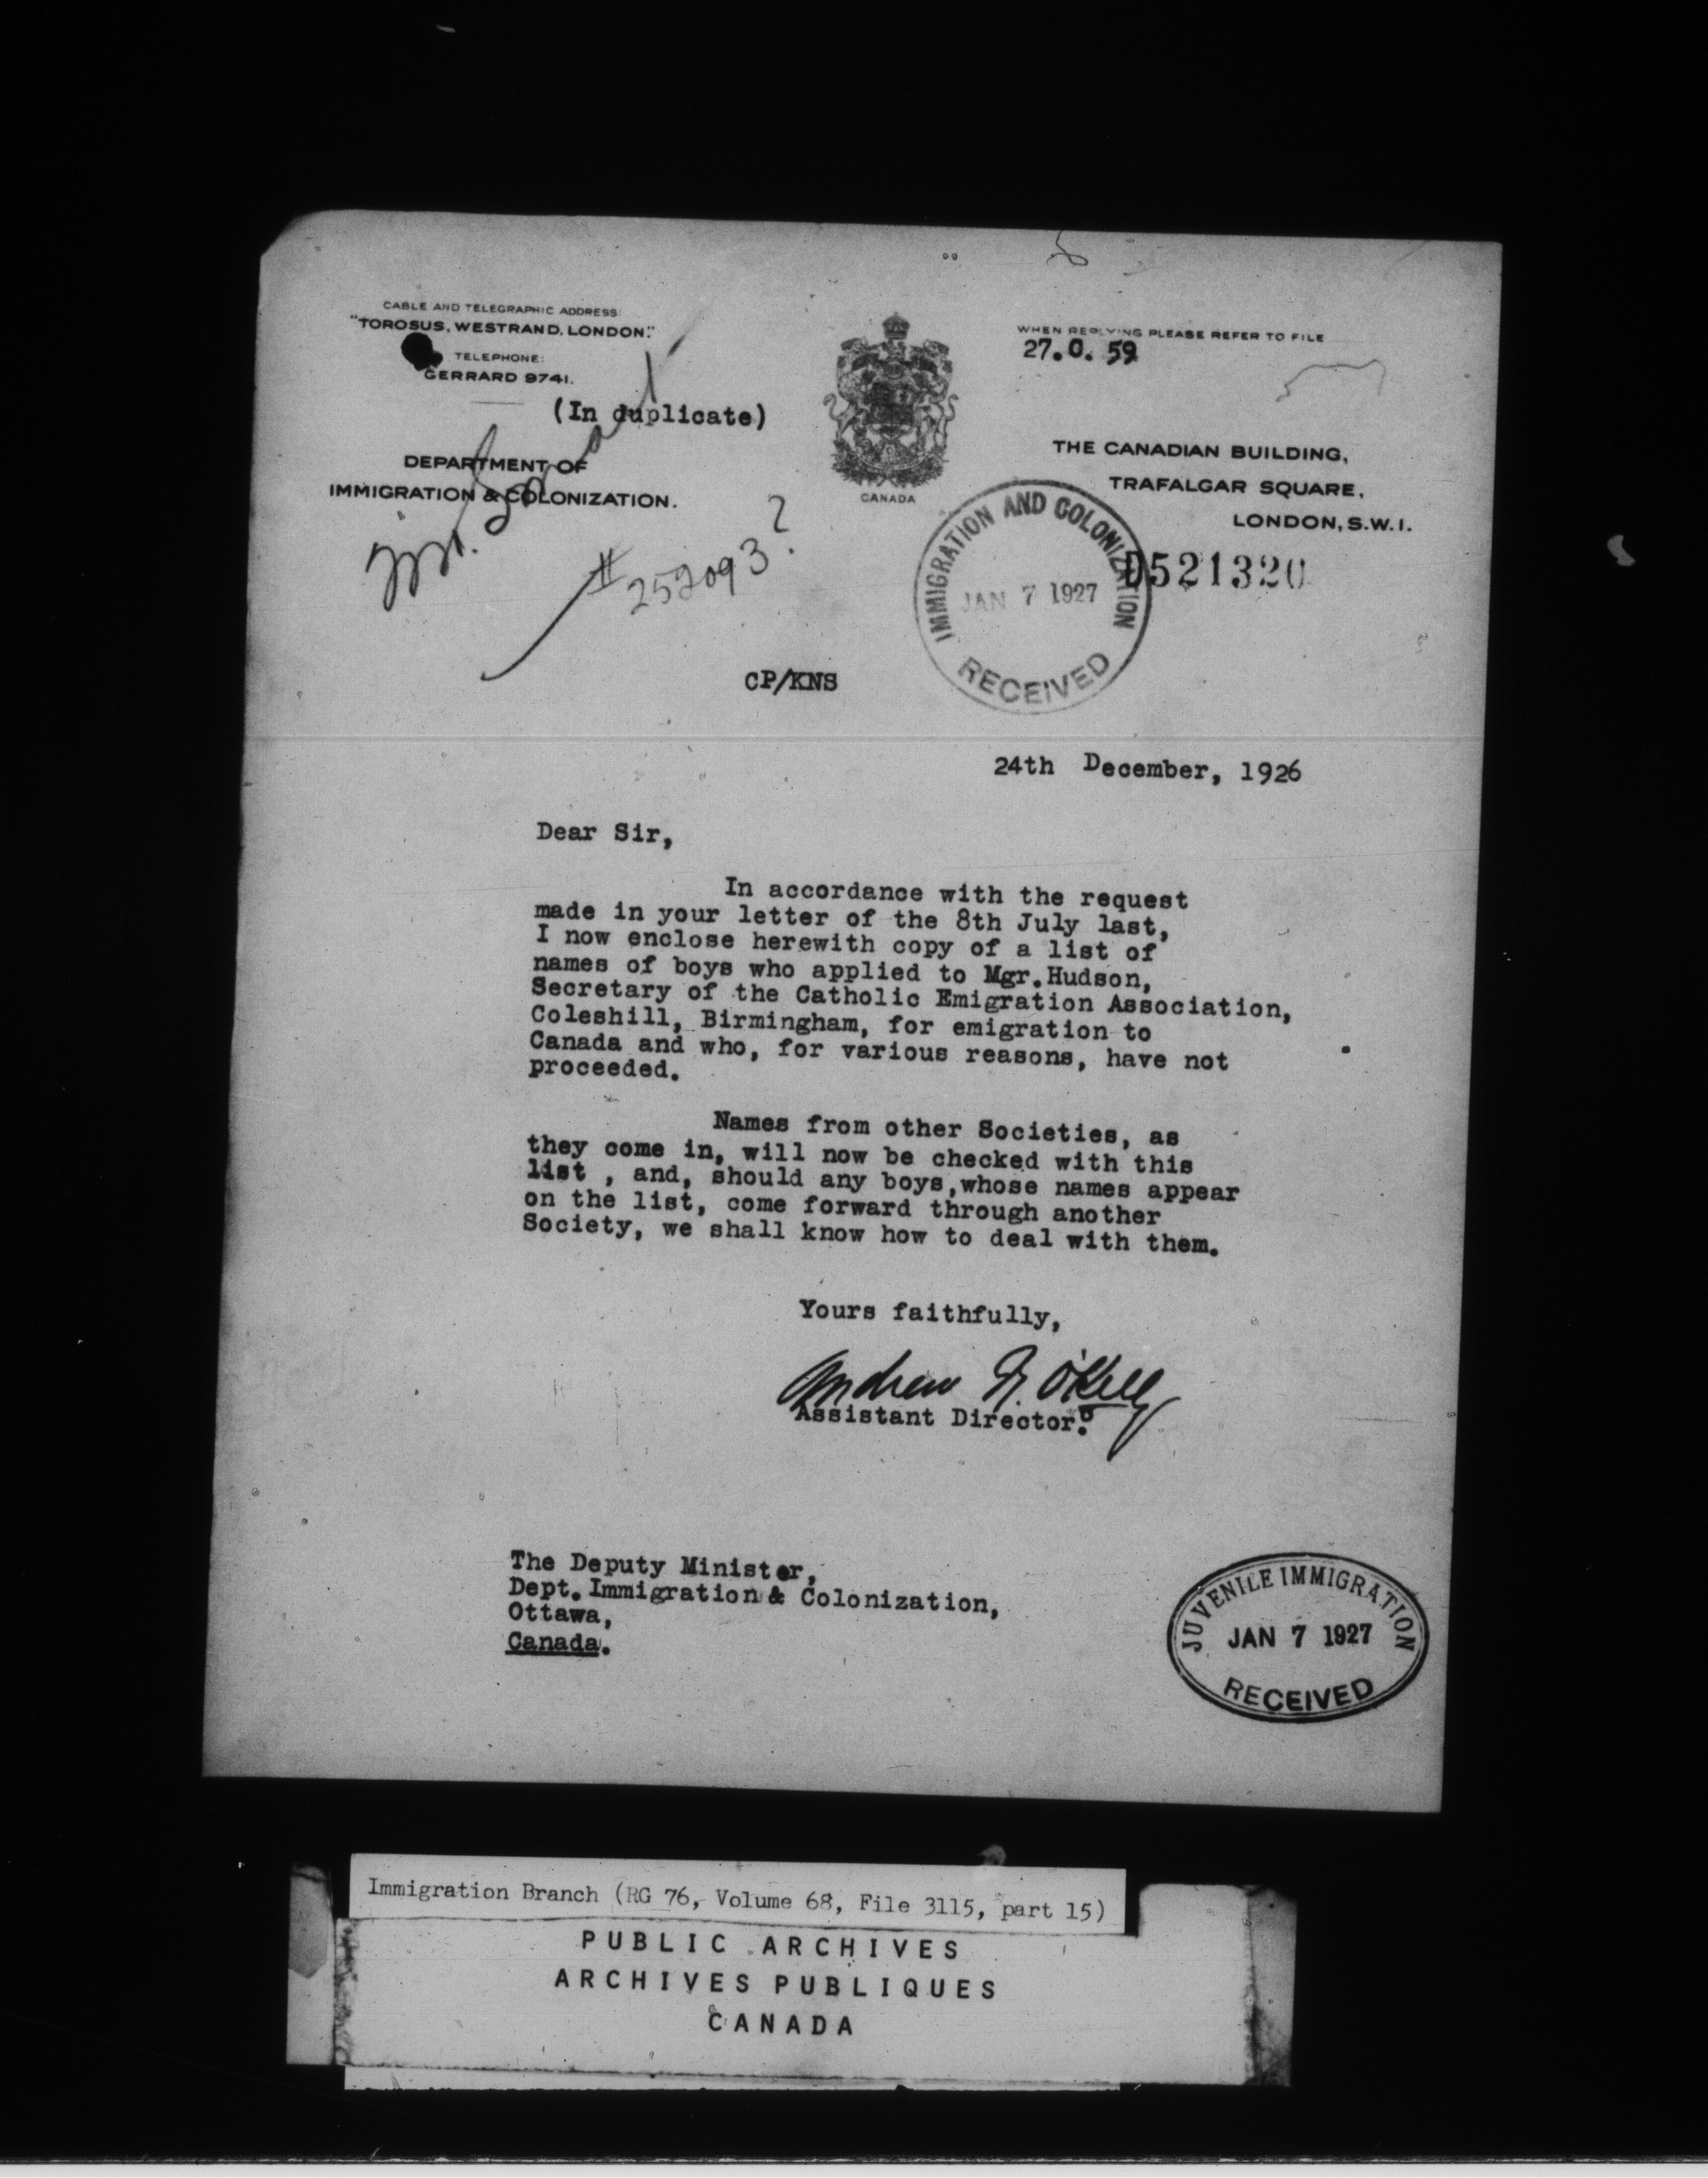 CABLE AND TELEGRAPHIC ADDRESS:
"TOROSUS, WESTRAND, LONDON."
TELEPHONE:
GERRARD 9741.
(In duplicate)
DEPARTMENT OF
IMMIGRATION & COLONIZATION.
CANADA
WHEN REPLYING PLEASE REFER TO FILE
27.0. 59
THE CANADIAN BUILDING,
TRAFALGAR SQUARE,
LONDON, S.W.1.
# 252093?
IMMIGRATION AND COLONIZATION
JAN 7 1927
RECEIVED
D521320
CP/KNS
24th December, 1926
Dear Sir,
In accordance with the request
made in your letter of the 8th July last,
I now enclose herewith copy of a list of
names of boys who applied to Mgr.Hudson,
Secretary of the Catholic Emigration Association,
Coleshill, Birmingham, for emigration to
Canada and who, for various reasons, have not
proceeded.
Names from other Societies, as
they come in, will now be checked with this
list , and, should any boys,whose names appear
on the list, come forward through another
Society, we shall know how to deal with them.
Yours faithfully,
Andrew O'Kelly
Assistant Director.
The Deputy Minister,
Dept. Immigration & Colonization,
Ottawa,
Canada.
JUVENILE IMMIGRATION
JAN 7 1927
RECEIVED
Immigration Branch (RG 76, Volume 68, File 3115, part 15)
PUBLIC ARCHIVES
ARCHIVES PUBLIQUES
CANADA